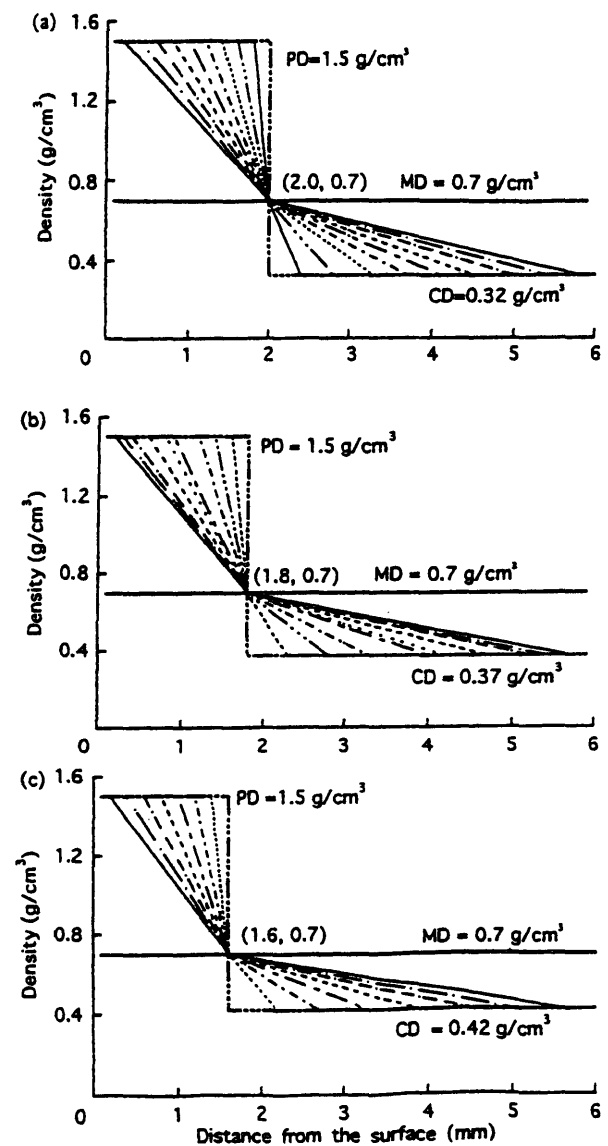 (a)
1.6
PD=1.5 g/cm³
1.2
Density (g/cm³)
0.8
(2.0, 0.7) MD = 0.7 g/cm³
0.4
CD=0.32 g/cm³
0 1 2 3 4 5 6
(b)
1.6
PD = 1.5 g/cm³
1.2
Density (g/cm³)
0.8
(1.8, 0.7) MD = 0.7 g/cm³
0.4
CD = 0.37 g/cm³
0 1 2 3 4 5 6
(c)
1.6
PD =1.5 g/cm³
1.2
Density (g/cm³)
0.8
(1.6, 0.7) MD = 0.7 g/cm³
0.4
CD = 0.42 g/cm³
0 1 2 3 4 5 6
Distance from the surface (mm)